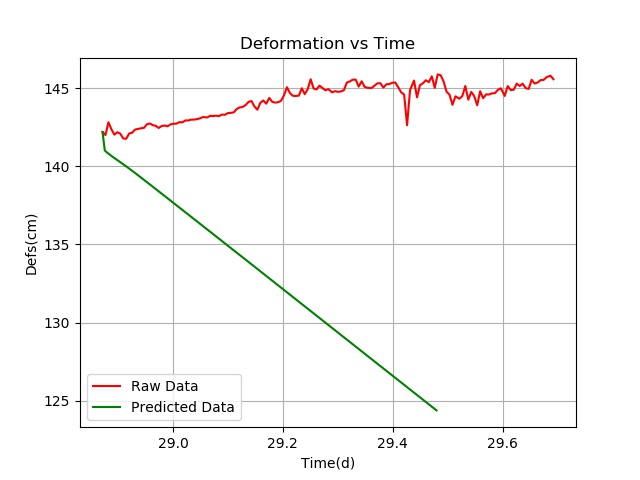 Deformation vs Time
Defs(cm)
145
140
135
130
125
Raw Data
Predicted Data
29.0 29.2 29.4 29.6
Time(d)